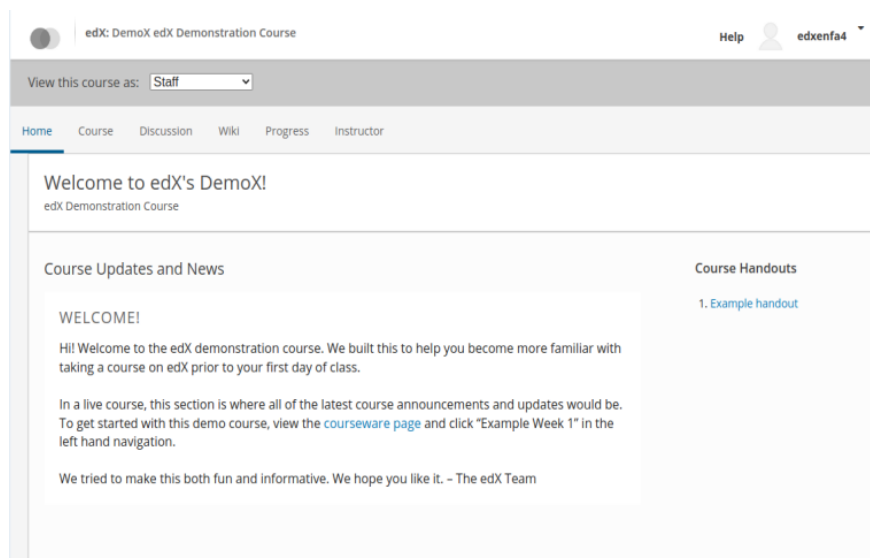 edX: DemoX edX Demonstration Course
Help
edxenfa4
View this course as:
Staff
Home
Course
Discussion
Wiki
Progress
Instructor
Welcome to edX's DemoX!
edX Demonstration Course
Course Updates and News
WELCOME!
Hi! Welcome to the edX demonstration course. We built this to help you become more familiar with
taking a course on edX prior to your first day of class.
In a live course, this section is where all of the latest course announcements and updates would be.
To get started with this demo course, view the courseware page and click “Example Week 1” in the
left hand navigation.
We tried to make this both fun and informative. We hope you like it. – The edX Team
Course Handouts
1. Example handout